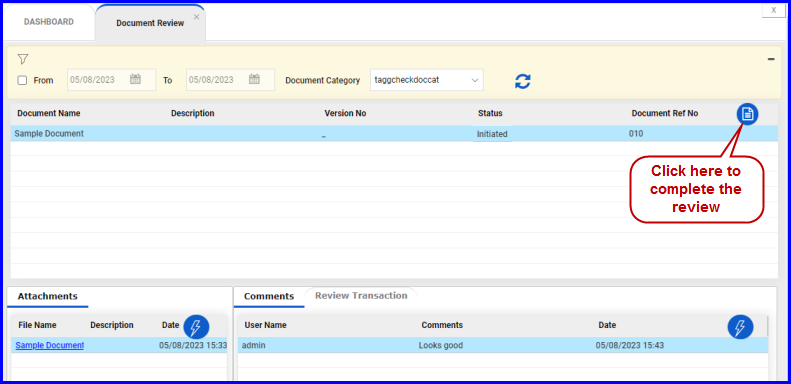 DASHBOARD
Document Review
x
x
From 05/08/2023 To 05/08/2023 Document Category taggcheckdoccat
Document Name Description Version No Status Document Ref No
Sample Document _ Initiated 010
Click here to
complete the
review
Attachments
File Name Description Date
Sample Document 05/08/2023 15:33
Comments Review Transaction
User Name Comments Date
admin Looks good 05/08/2023 15:43